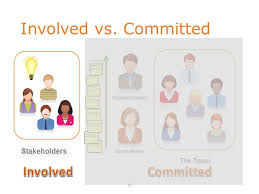 Involved vs. Committed
Stakeholders
The Team
Involved
Committed